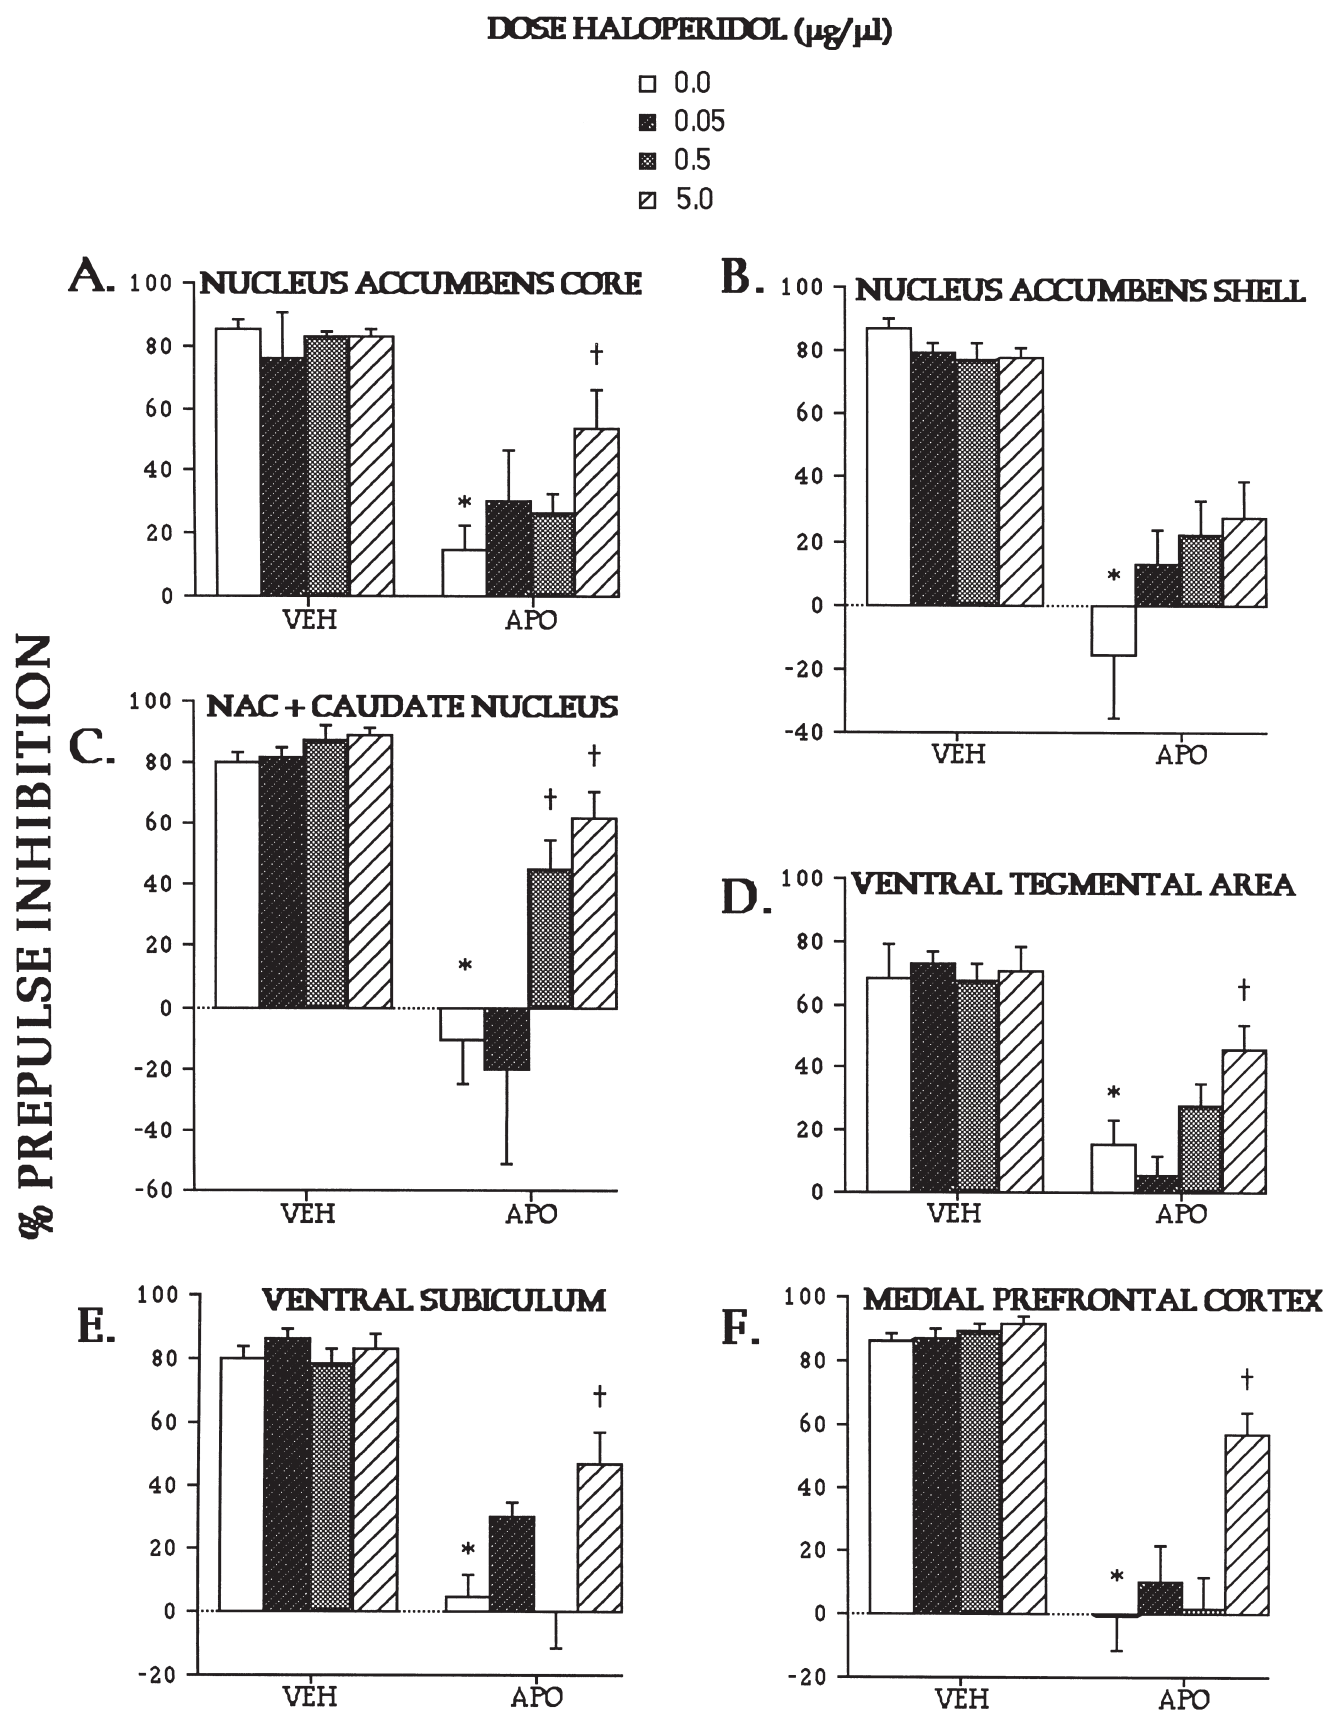 DOSE HALOPERIDOL (µg/µl)
0.0
0.05
0.5
5.0
% PREPULSE INHIBITION
A.
NUCLEUS ACCUMBENS CORE
100
80
60
40
20
0
*
†
VEH
APO
B.
NUCLEUS ACCUMBENS SHELL
100
80
60
40
20
0
-20
-40
*
VEH
APO
C.
NAC + CAUDATE NUCLEUS
100
80
60
40
20
0
-20
-40
-60
*
†
†
VEH
APO
D.
VENTRAL TEGMENTAL AREA
100
80
60
40
20
0
*
†
VEH
APO
E.
VENTRAL SUBICULUM
100
80
60
40
20
0
-20
*
†
VEH
APO
F.
MEDIAL PREFRONTAL CORTEX
100
80
60
40
20
0
-20
*
†
VEH
APO